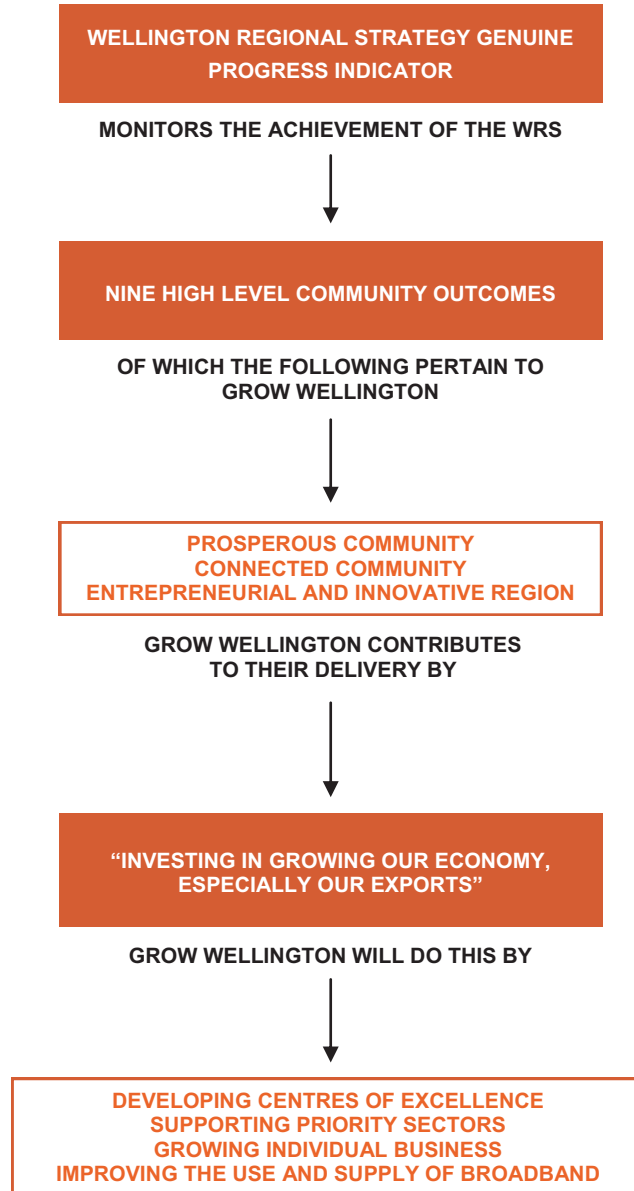 WELLINGTON REGIONAL STRATEGY GENUINE
PROGRESS INDICATOR
MONITORS THE ACHIEVEMENT OF THE WRS
NINE HIGH LEVEL COMMUNITY OUTCOMES
OF WHICH THE FOLLOWING PERTAIN TO
GROW WELLINGTON
PROSPEROUS COMMUNITY
CONNECTED COMMUNITY
ENTREPRENEURIAL AND INNOVATIVE REGION
GROW WELLINGTON CONTRIBUTES
TO THEIR DELIVERY BY
“INVESTING IN GROWING OUR ECONOMY,
ESPECIALLY OUR EXPORTS”
GROW WELLINGTON WILL DO THIS BY
DEVELOPING CENTRES OF EXCELLENCE
SUPPORTING PRIORITY SECTORS
GROWING INDIVIDUAL BUSINESS
IMPROVING THE USE AND SUPPLY OF BROADBAND